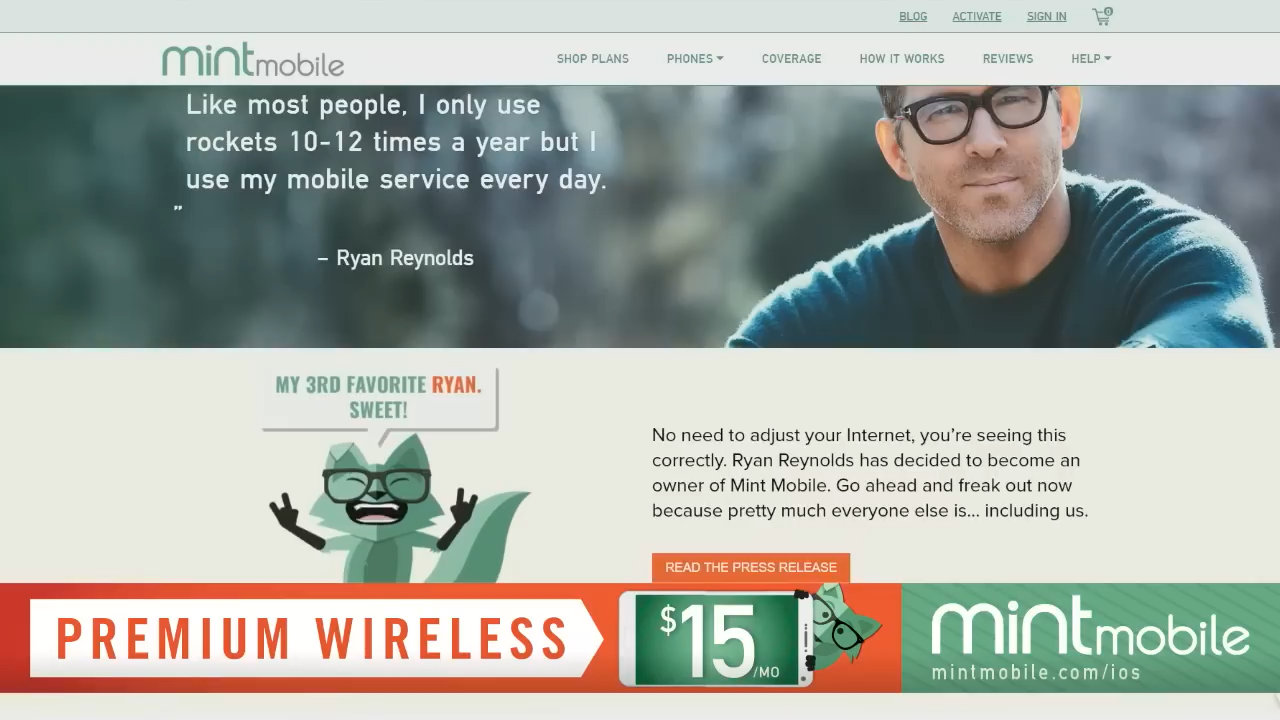 BLOG ACTIVATE SIGN IN 0
mintmobile SHOP PLANS PHONES COVERAGE HOW IT WORKS REVIEWS HELP
Like most people, I only use
rockets 10-12 times a year but I
use my mobile service every day.
”
– Ryan Reynolds
MY 3RD FAVORITE RYAN.
SWEET!
No need to adjust your Internet, you’re seeing this
correctly. Ryan Reynolds has decided to become an
owner of Mint Mobile. Go ahead and freak out now
because pretty much everyone else is... including us.
READ THE PRESS RELEASE
PREMIUM WIRELESS
$15/MO
mintmobile
mintmobile.com/ios